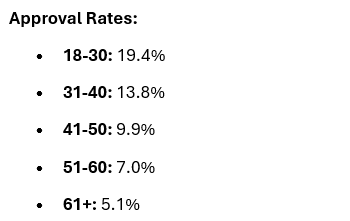 Approval Rates:
• 18-30: 19.4%
• 31-40: 13.8%
• 41-50: 9.9%
• 51-60: 7.0%
• 61+: 5.1%